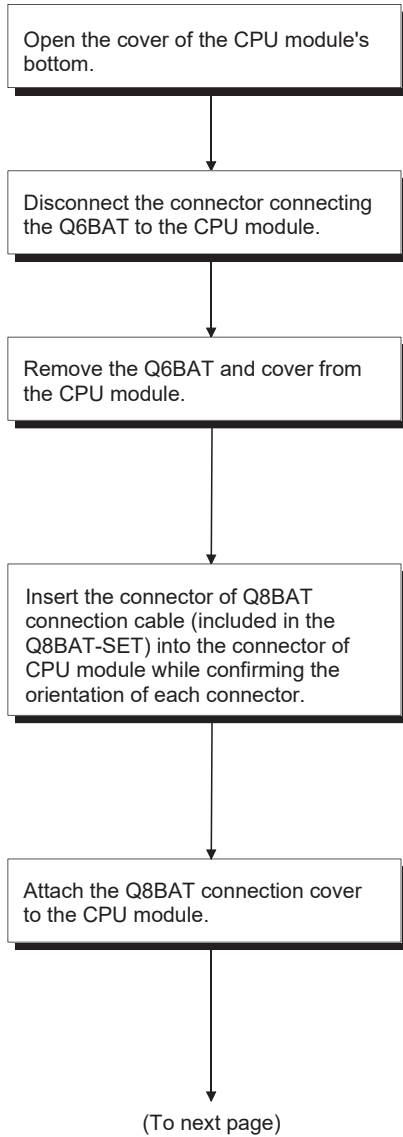 Open the cover of the CPU module's
bottom.
Disconnect the connector connecting
the Q6BAT to the CPU module.
Remove the Q6BAT and cover from
the CPU module.
Insert the connector of Q8BAT
connection cable (included in the
Q8BAT-SET) into the connector of
CPU module while confirming the
orientation of each connector.
Attach the Q8BAT connection cover
to the CPU module.
(To next page)